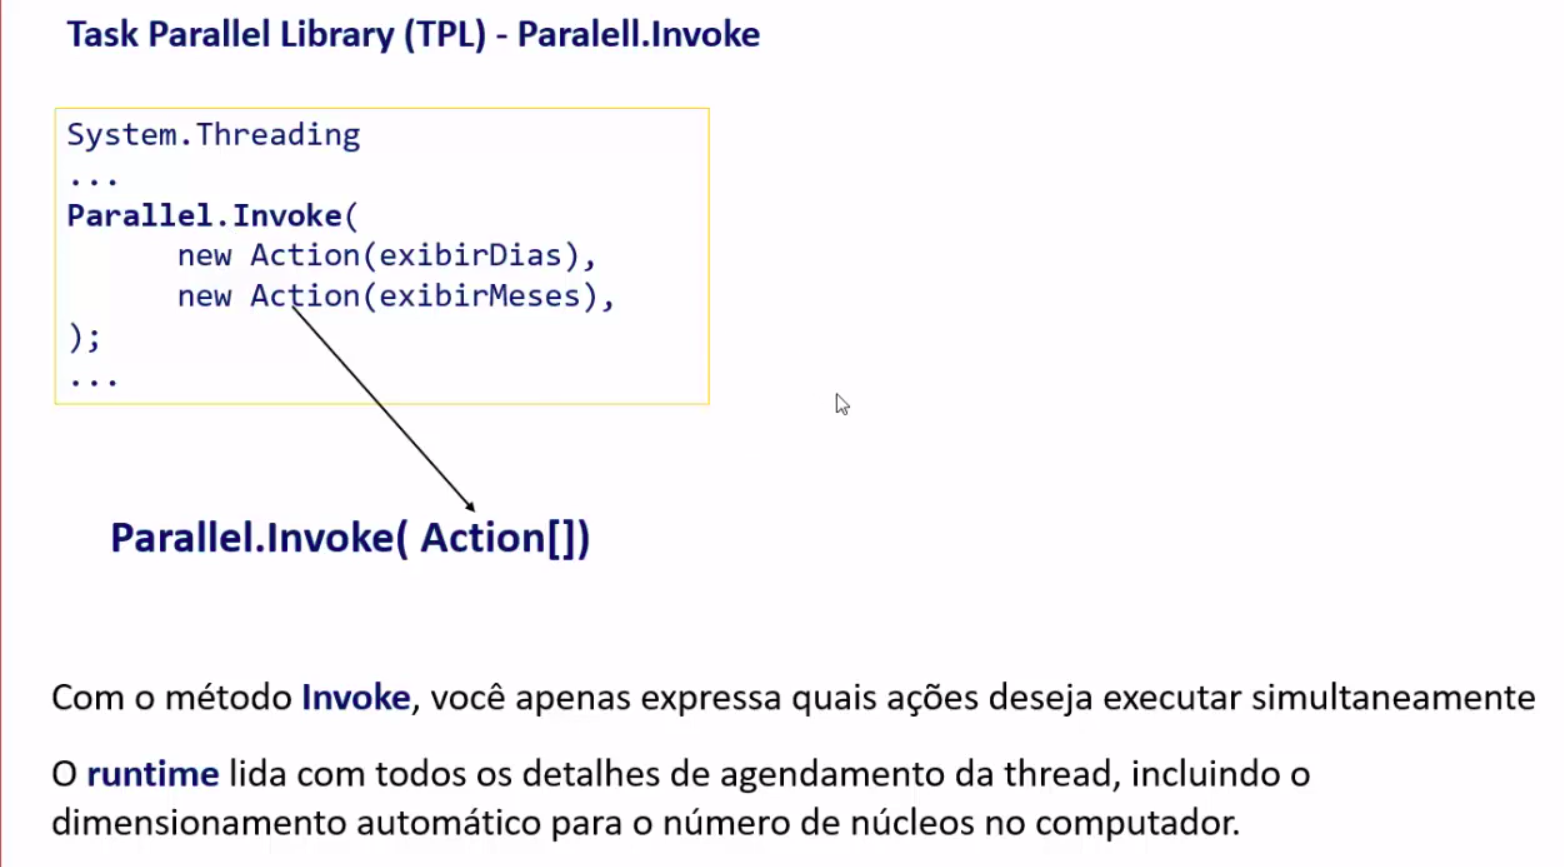 Task Parallel Library (TPL) - Paralell.Invoke
System.Threading
...
Parallel.Invoke(
new Action(exibirDias),
new Action(exibirMeses),
);
...
Parallel.Invoke( Action[])
Com o método Invoke, você apenas expressa quais ações deseja executar simultaneamente
O runtime lida com todos os detalhes de agendamento da thread, incluindo o
dimensionamento automático para o número de núcleos no computador.